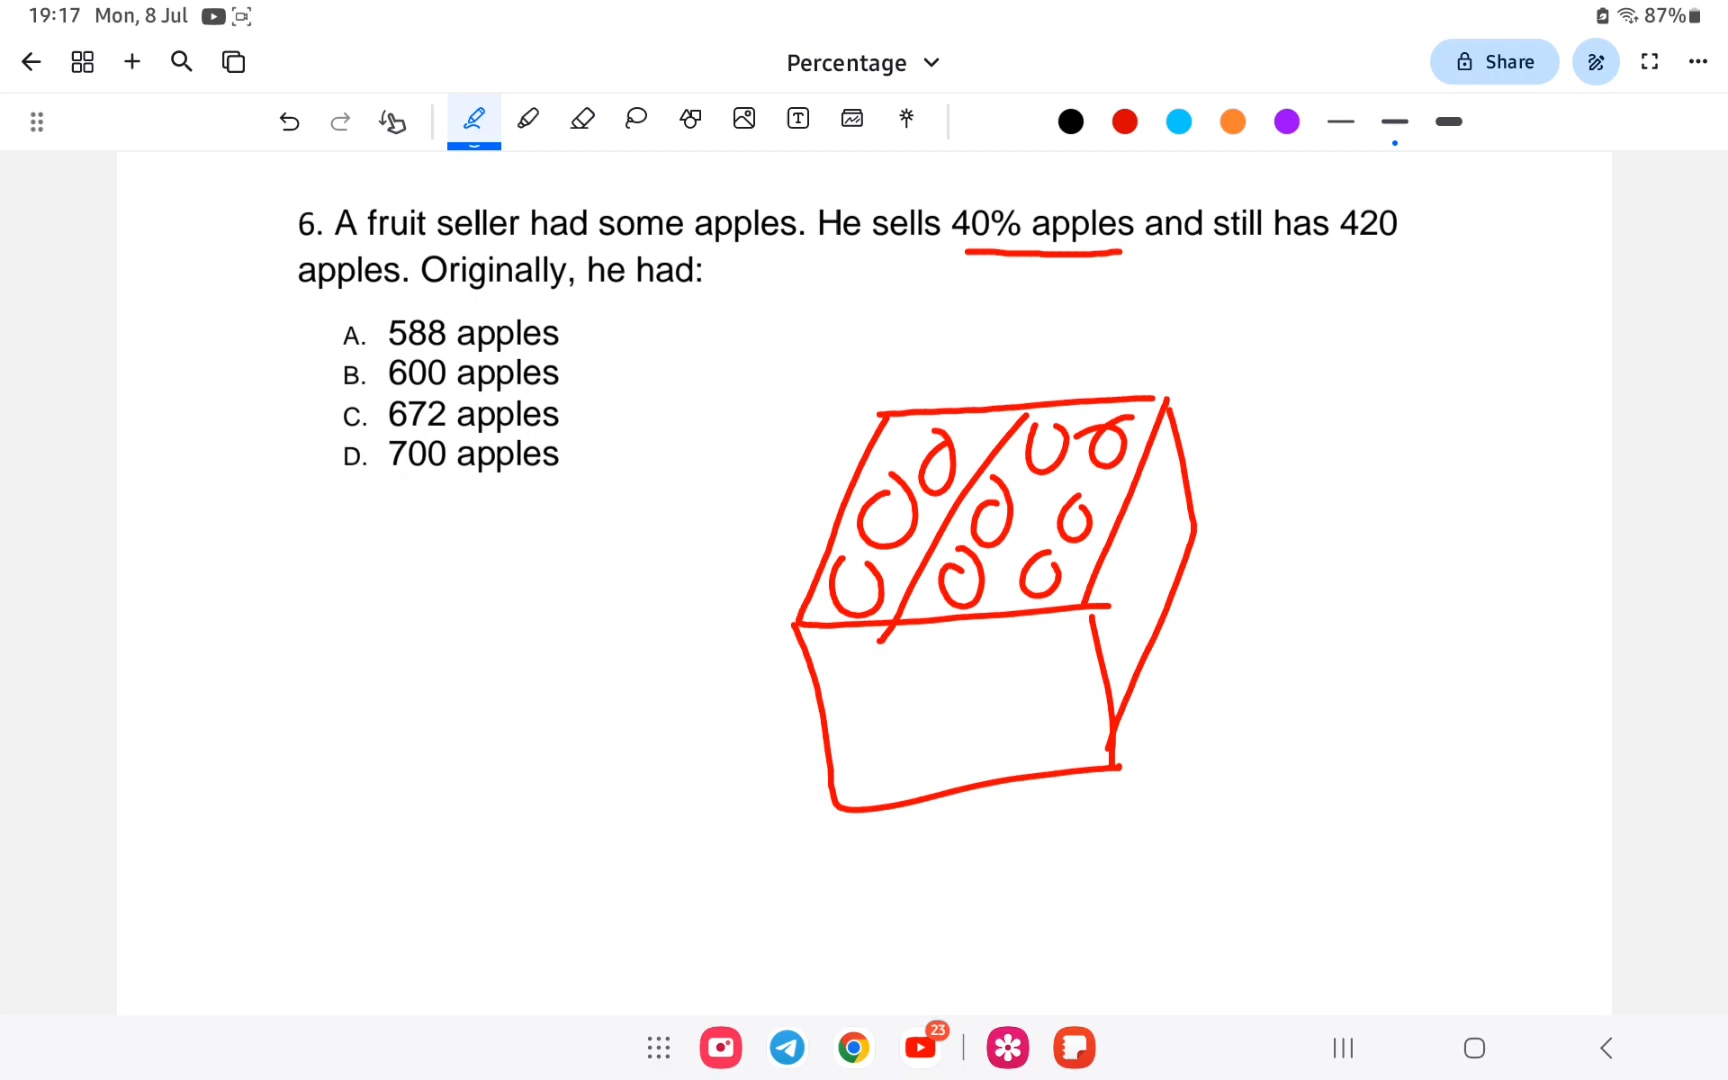 19:17 Mon, 8 Jul
87%
Percentage
Share
6. A fruit seller had some apples. He sells 40% apples and still has 420
apples. Originally, he had:
A. 588 apples
B. 600 apples
C. 672 apples
D. 700 apples
23